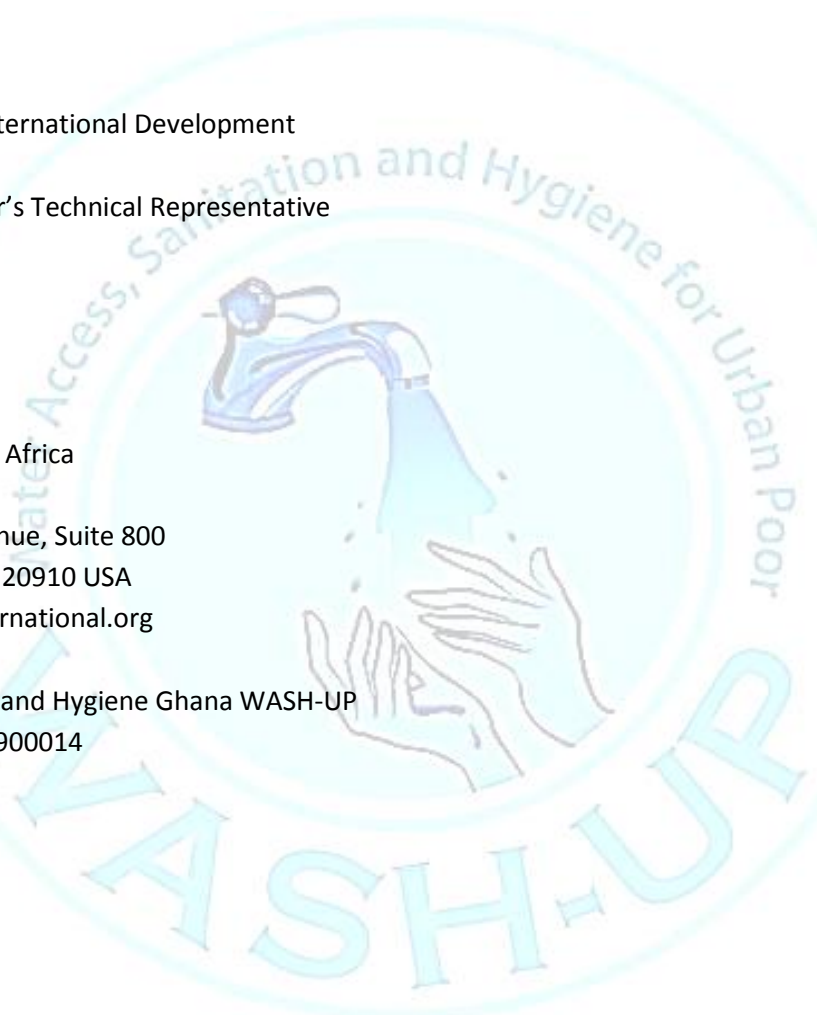 ternational Development
r’s Technical Representative
Africa
nue, Suite 800
20910 USA
rnational.org
and Hygiene Ghana WASH-UP
900014
Water Access, Sanitation and Hygiene for Urban Poor
WASH-UP